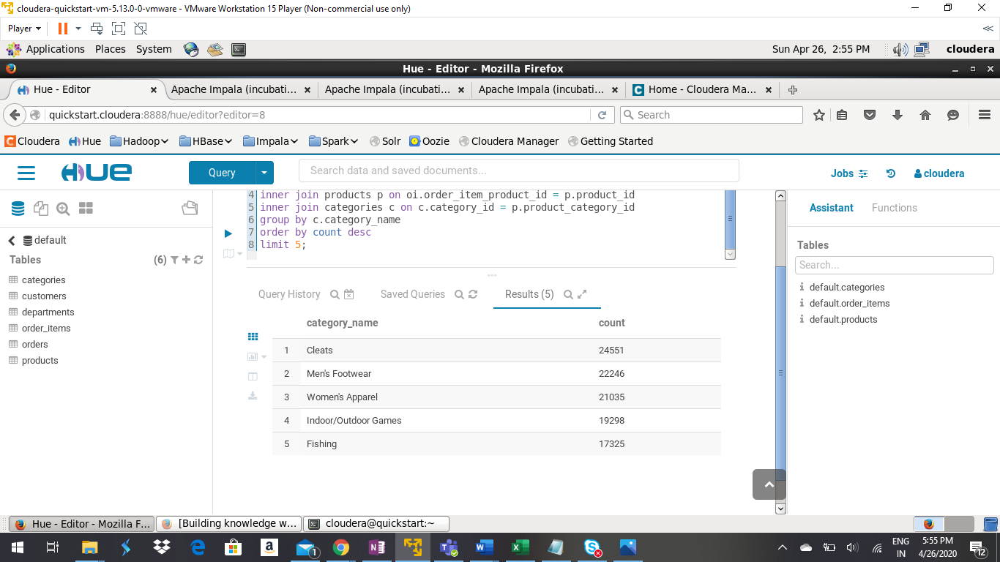 cloudera-quickstart-vm-5.13.0-0-vmware - VMware Workstation 15 Player (Non-commercial use only)
Player
Applications Places System Sun Apr 26, 2:55 PM cloudera
Hue - Editor - Mozilla Firefox
Hue - Editor Apache Impala (incubati... Apache Impala (incubati... Apache Impala (incubati... Home - Cloudera Ma...
quickstart.cloudera:8888/hue/editor?editor=8 Search
Cloudera Hue Hadoop HBase Impala Spark Solr Oozie Cloudera Manager Getting Started
HUE Query Search data and saved documents... Jobs cloudera
4 inner join products p on oi.order_item_product_id = p.product_id
5 inner join categories c on c.category_id = p.product_category_id
6 group by c.category_name
7 order by count desc
8 limit 5;
default
Tables (6)
categories
customers
departments
order_items
orders
products
Query History Saved Queries Results (5)
category_name count
1 Cleats 24551
2 Men's Footwear 22246
3 Women's Apparel 21035
4 Indoor/Outdoor Games 19298
5 Fishing 17325
Assistant Functions
Tables
Search...
default.categories
default.order_items
default.products
Hue - Editor - Mozilla F... [Building knowledge w... cloudera@quickstart:~
ENG 5:55 PM
IN 4/26/2020 12